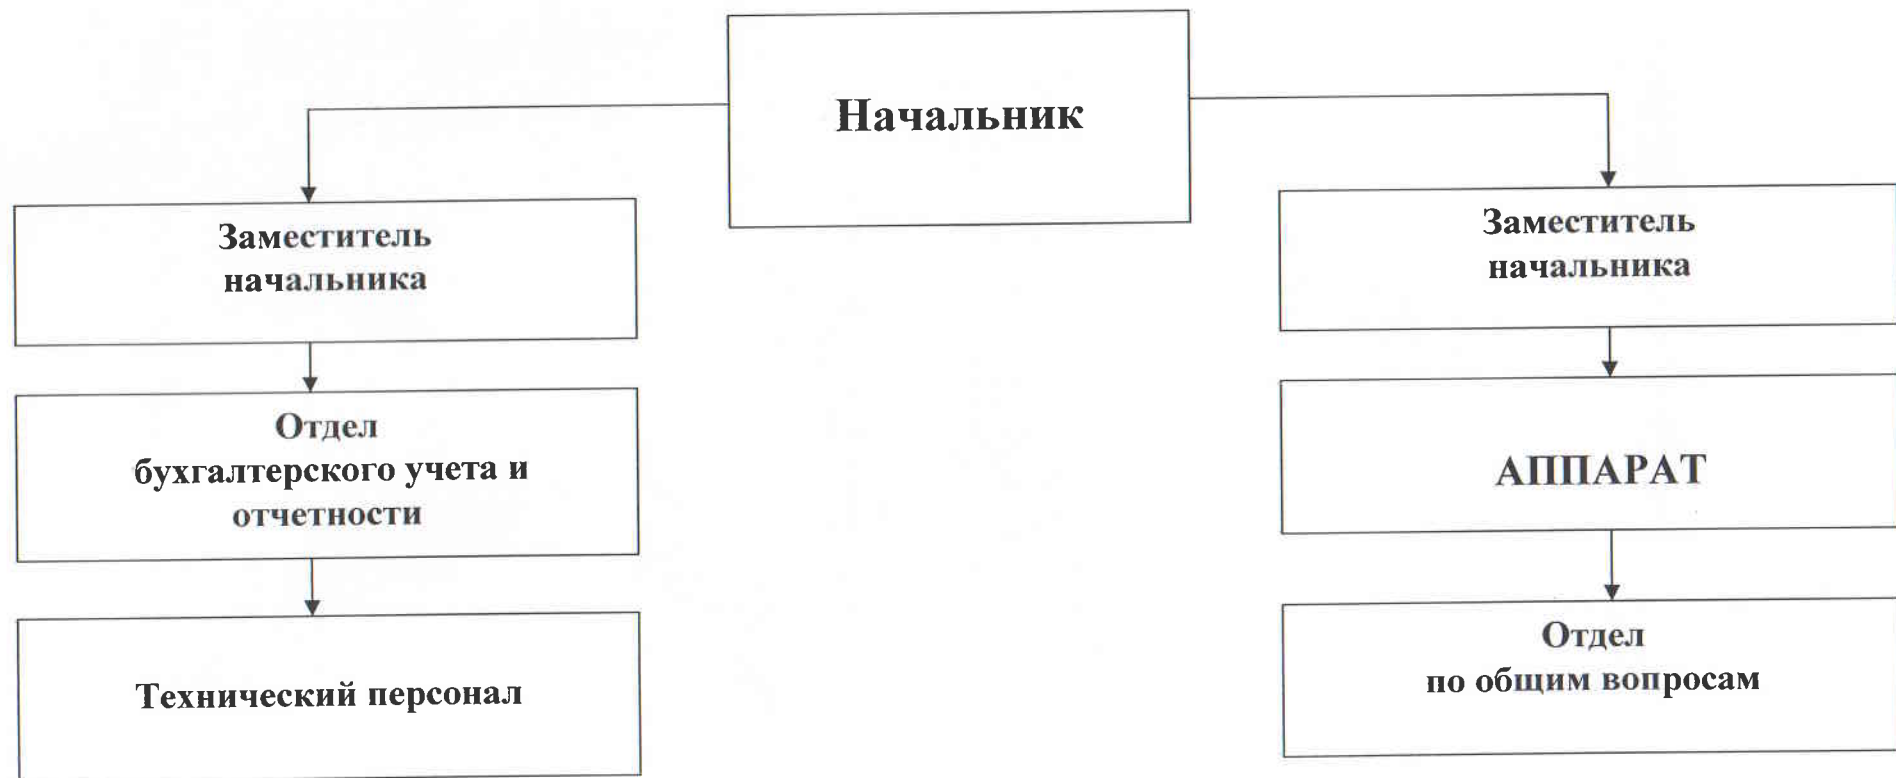 Начальник
Заместитель
начальника
Заместитель
начальника
Отдел
бухгалтерского учета и
отчетности
АППАРАТ
Технический персонал
Отдел
по общим вопросам